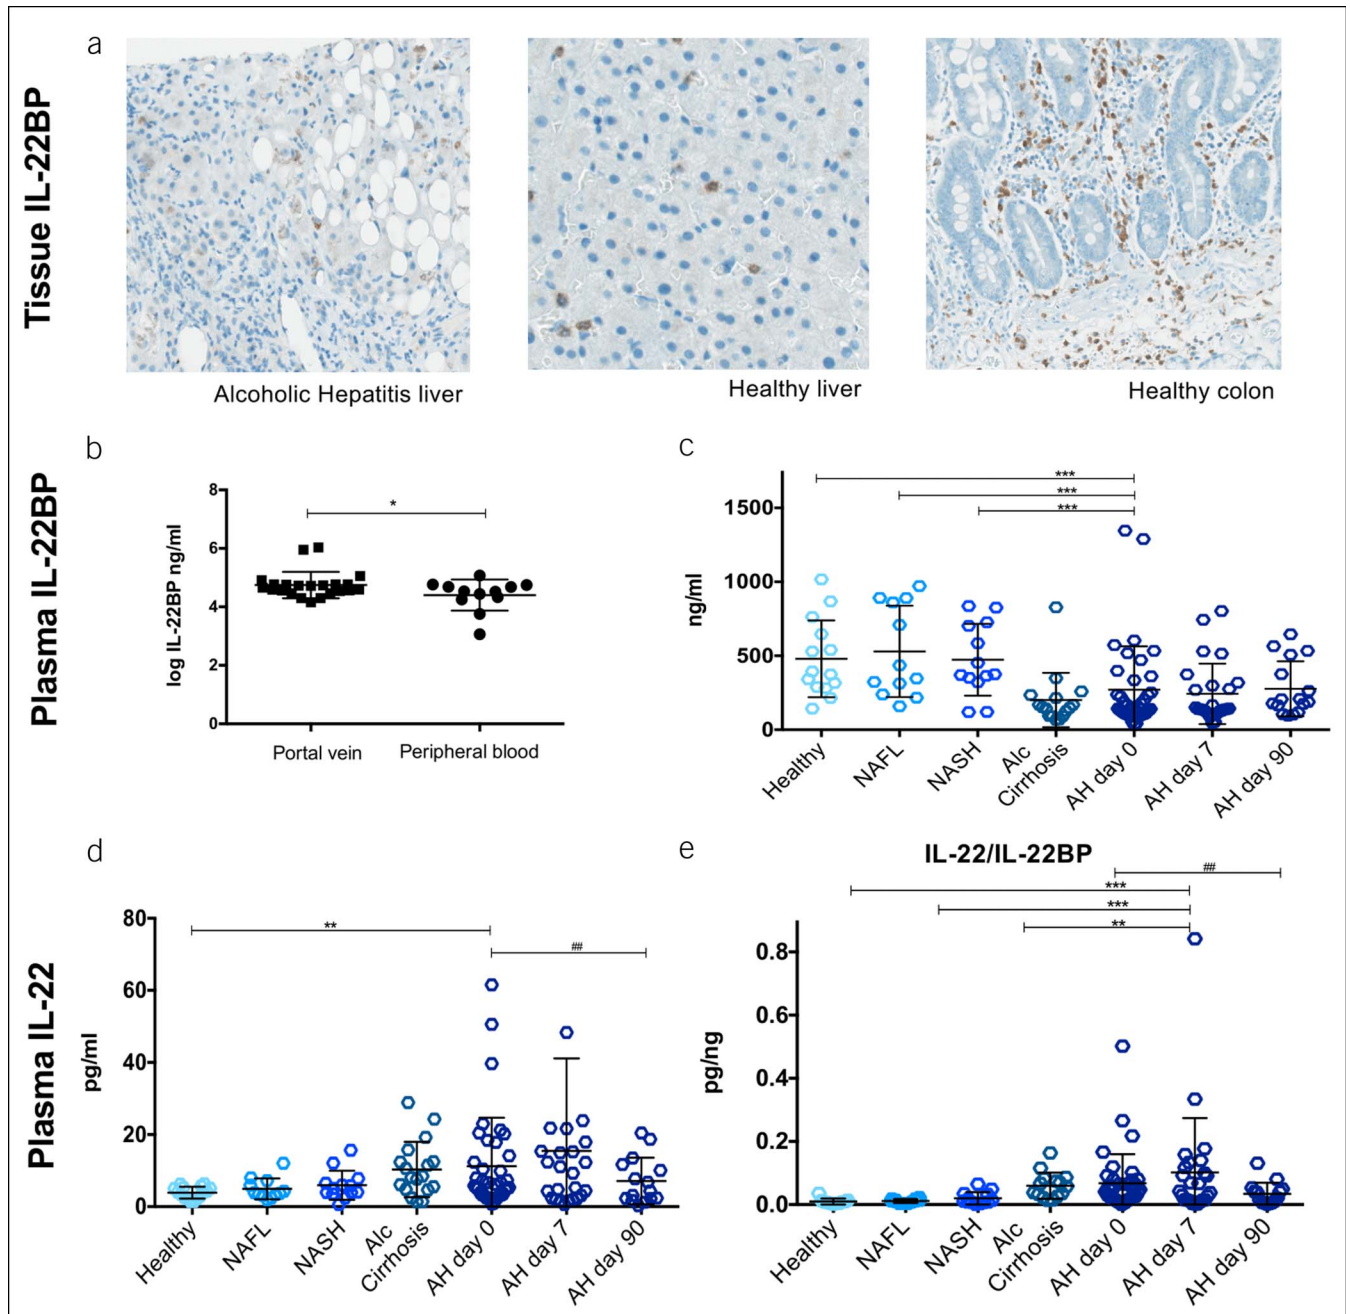 a
Tissue IL-22BP
Alcoholic Hepatitis liver
Healthy liver
Healthy colon
b
Plasma IL-22BP
log IL-22BP ng/ml
8
6
4
2
0
*
Portal vein
Peripheral blood
c
ng/ml
1500
1000
500
0
***
***
***
Healthy
NAFL
NASH
Alc
Cirrhosis
AH day 0
AH day 7
AH day 90
d
Plasma IL-22
pg/ml
80
60
40
20
0
**
##
Healthy
NAFL
NASH
Alc
Cirrhosis
AH day 0
AH day 7
AH day 90
e
IL-22/IL-22BP
##
***
***
**
pg/ng
0.8
0.6
0.4
0.2
0.0
Healthy
NAFL
NASH
Alc
Cirrhosis
AH day 0
AH day 7
AH day 90